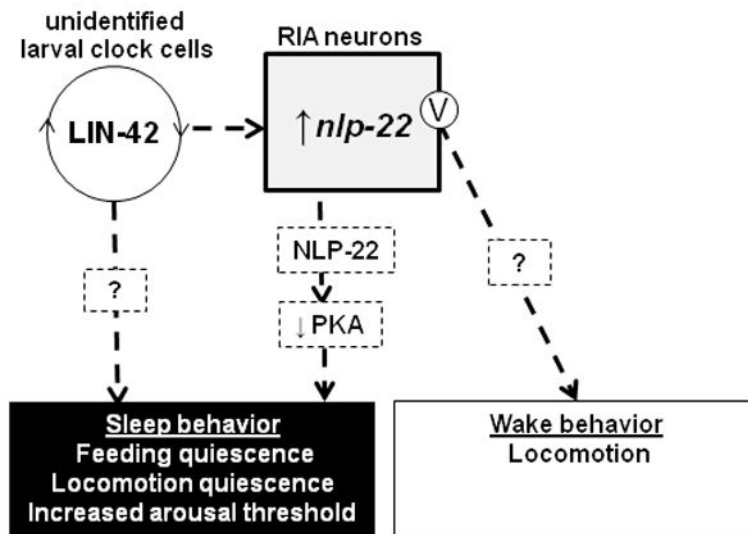 unidentified
larval clock cells
RIA neurons
LIN-42
↑nlp-22
V
NLP-22
?
?
↓PKA
Sleep behavior
Feeding quiescence
Locomotion quiescence
Increased arousal threshold
Wake behavior
Locomotion